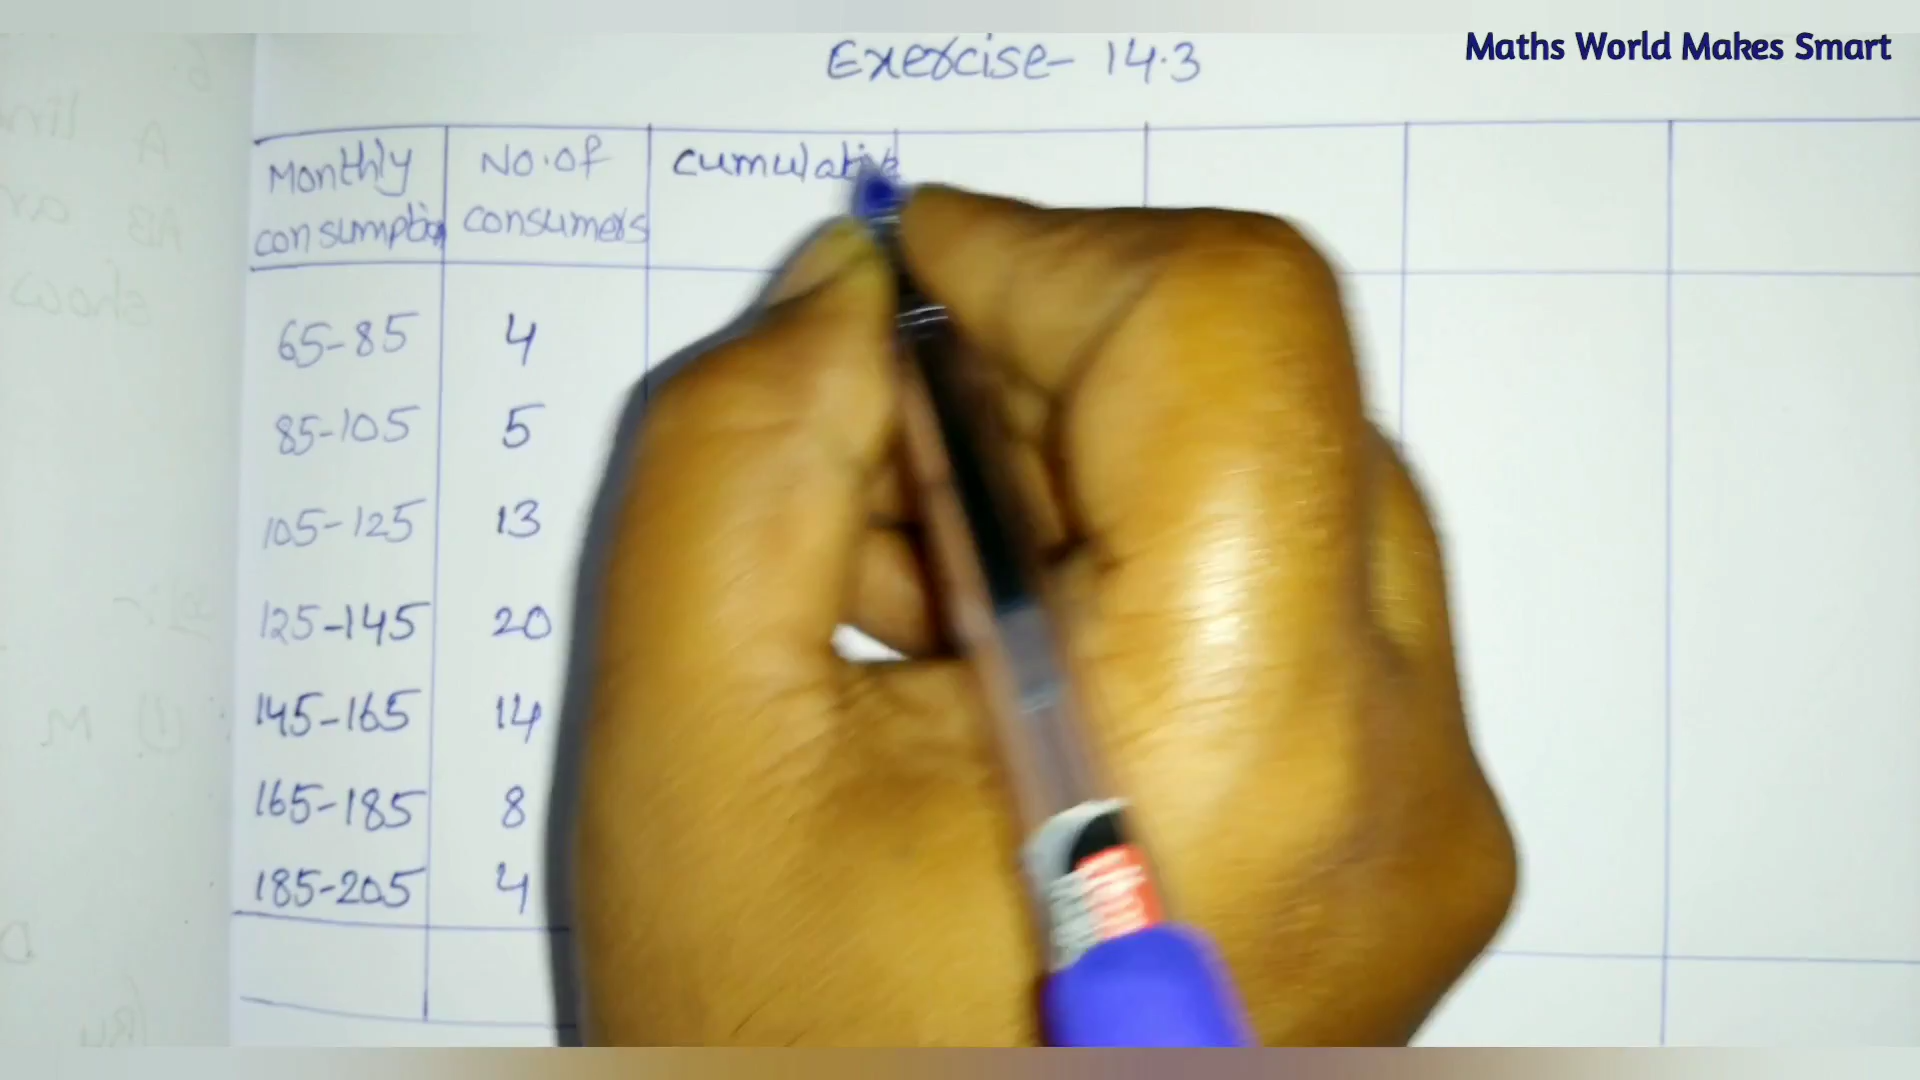 Maths World Makes Smart
Exercise- 14.3
Monthly consumption No. of consumers cumulative
65-85 4
85-105 5
105-125 13
125-145 20
145-165 14
165-185 8
185-205 4